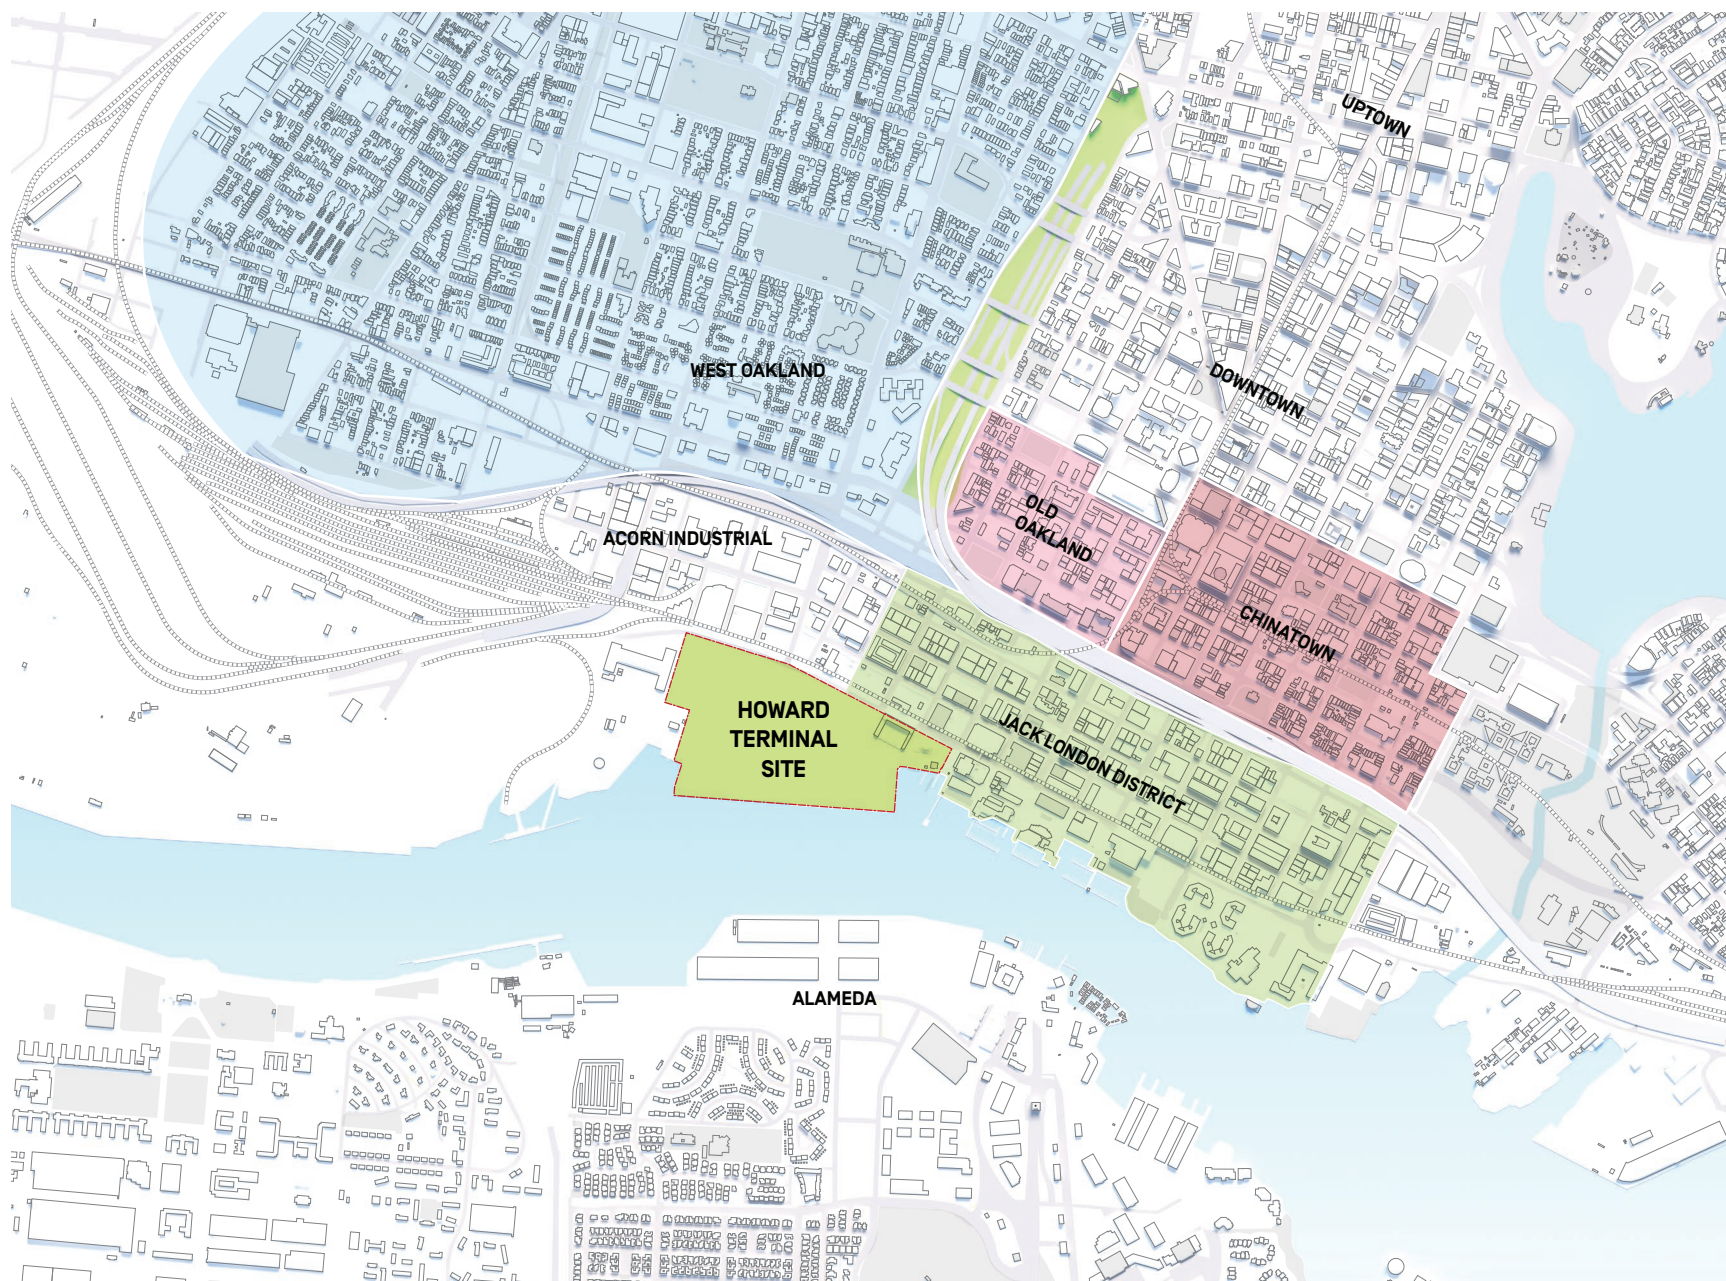 UPTOWN
WEST OAKLAND
DOWNTOWN
OLD
OAKLAND
ACORN INDUSTRIAL
CHINATOWN
HOWARD
TERMINAL
SITE
JACK LONDON DISTRICT
ALAMEDA